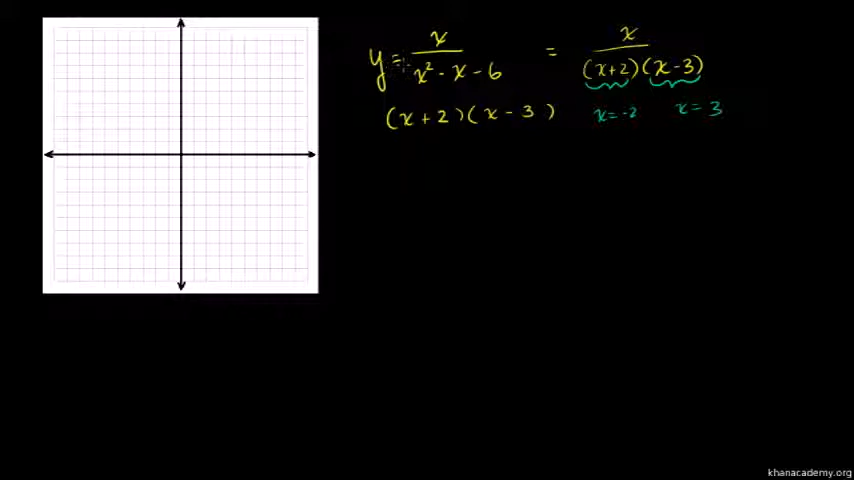 y = x / (x² - x - 6) = x / ((x+2)(x-3))
(x + 2)(x - 3) x = -2 x = 3
khanacademy.org